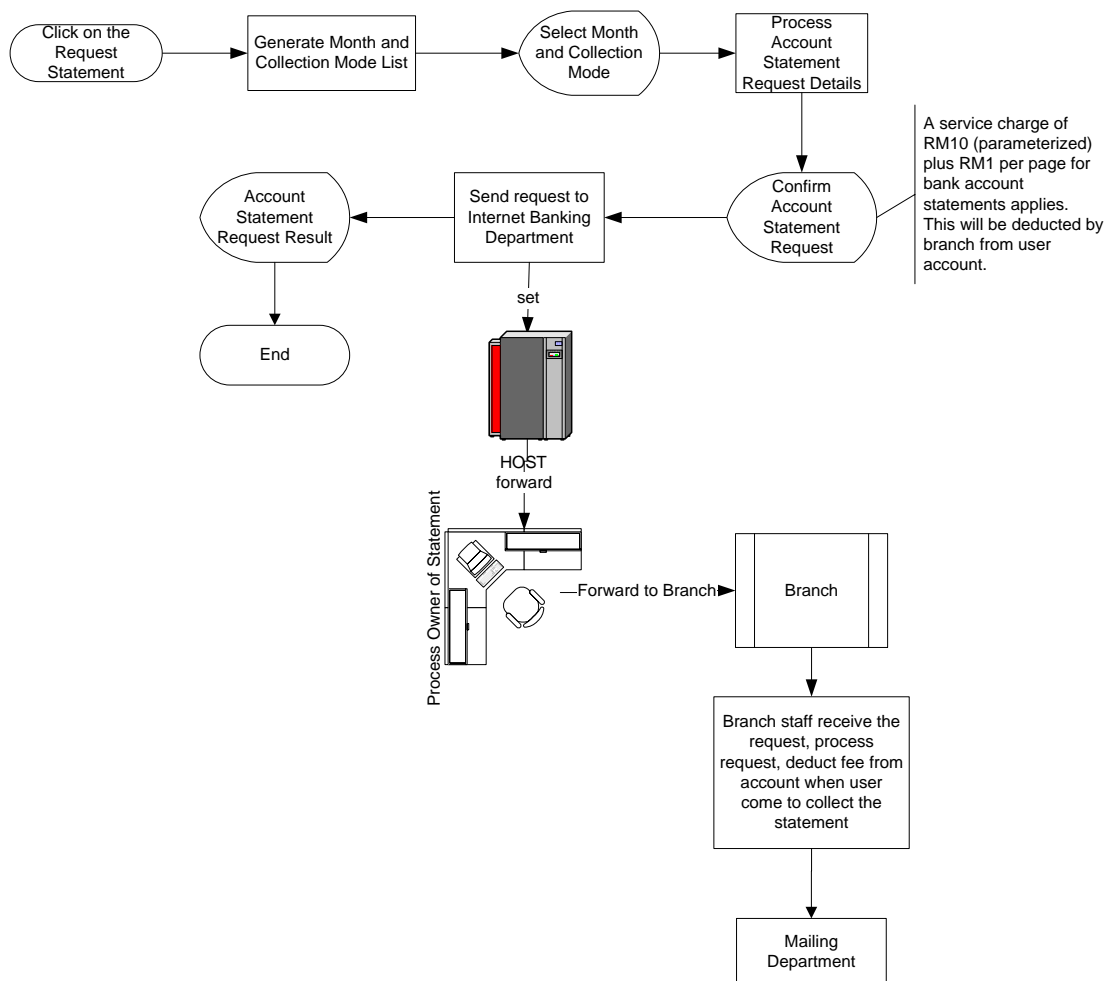 Click on the
Request
Statement
Generate Month and
Collection Mode List
Select Month
and Collection
Mode
Process
Account
Statement
Request Details
A service charge of
RM10 (parameterized)
plus RM1 per page for
bank account
statements applies.
This will be deducted by
branch from user
account.
Confirm
Account
Statement
Request
Send request to
Internet Banking
Department
Account
Statement
Request Result
set
End
HOST
forward
Process Owner of Statement
Forward to Branch
Branch
Branch staff receive the
request, process
request, deduct fee from
account when user
come to collect the
statement
Mailing
Department